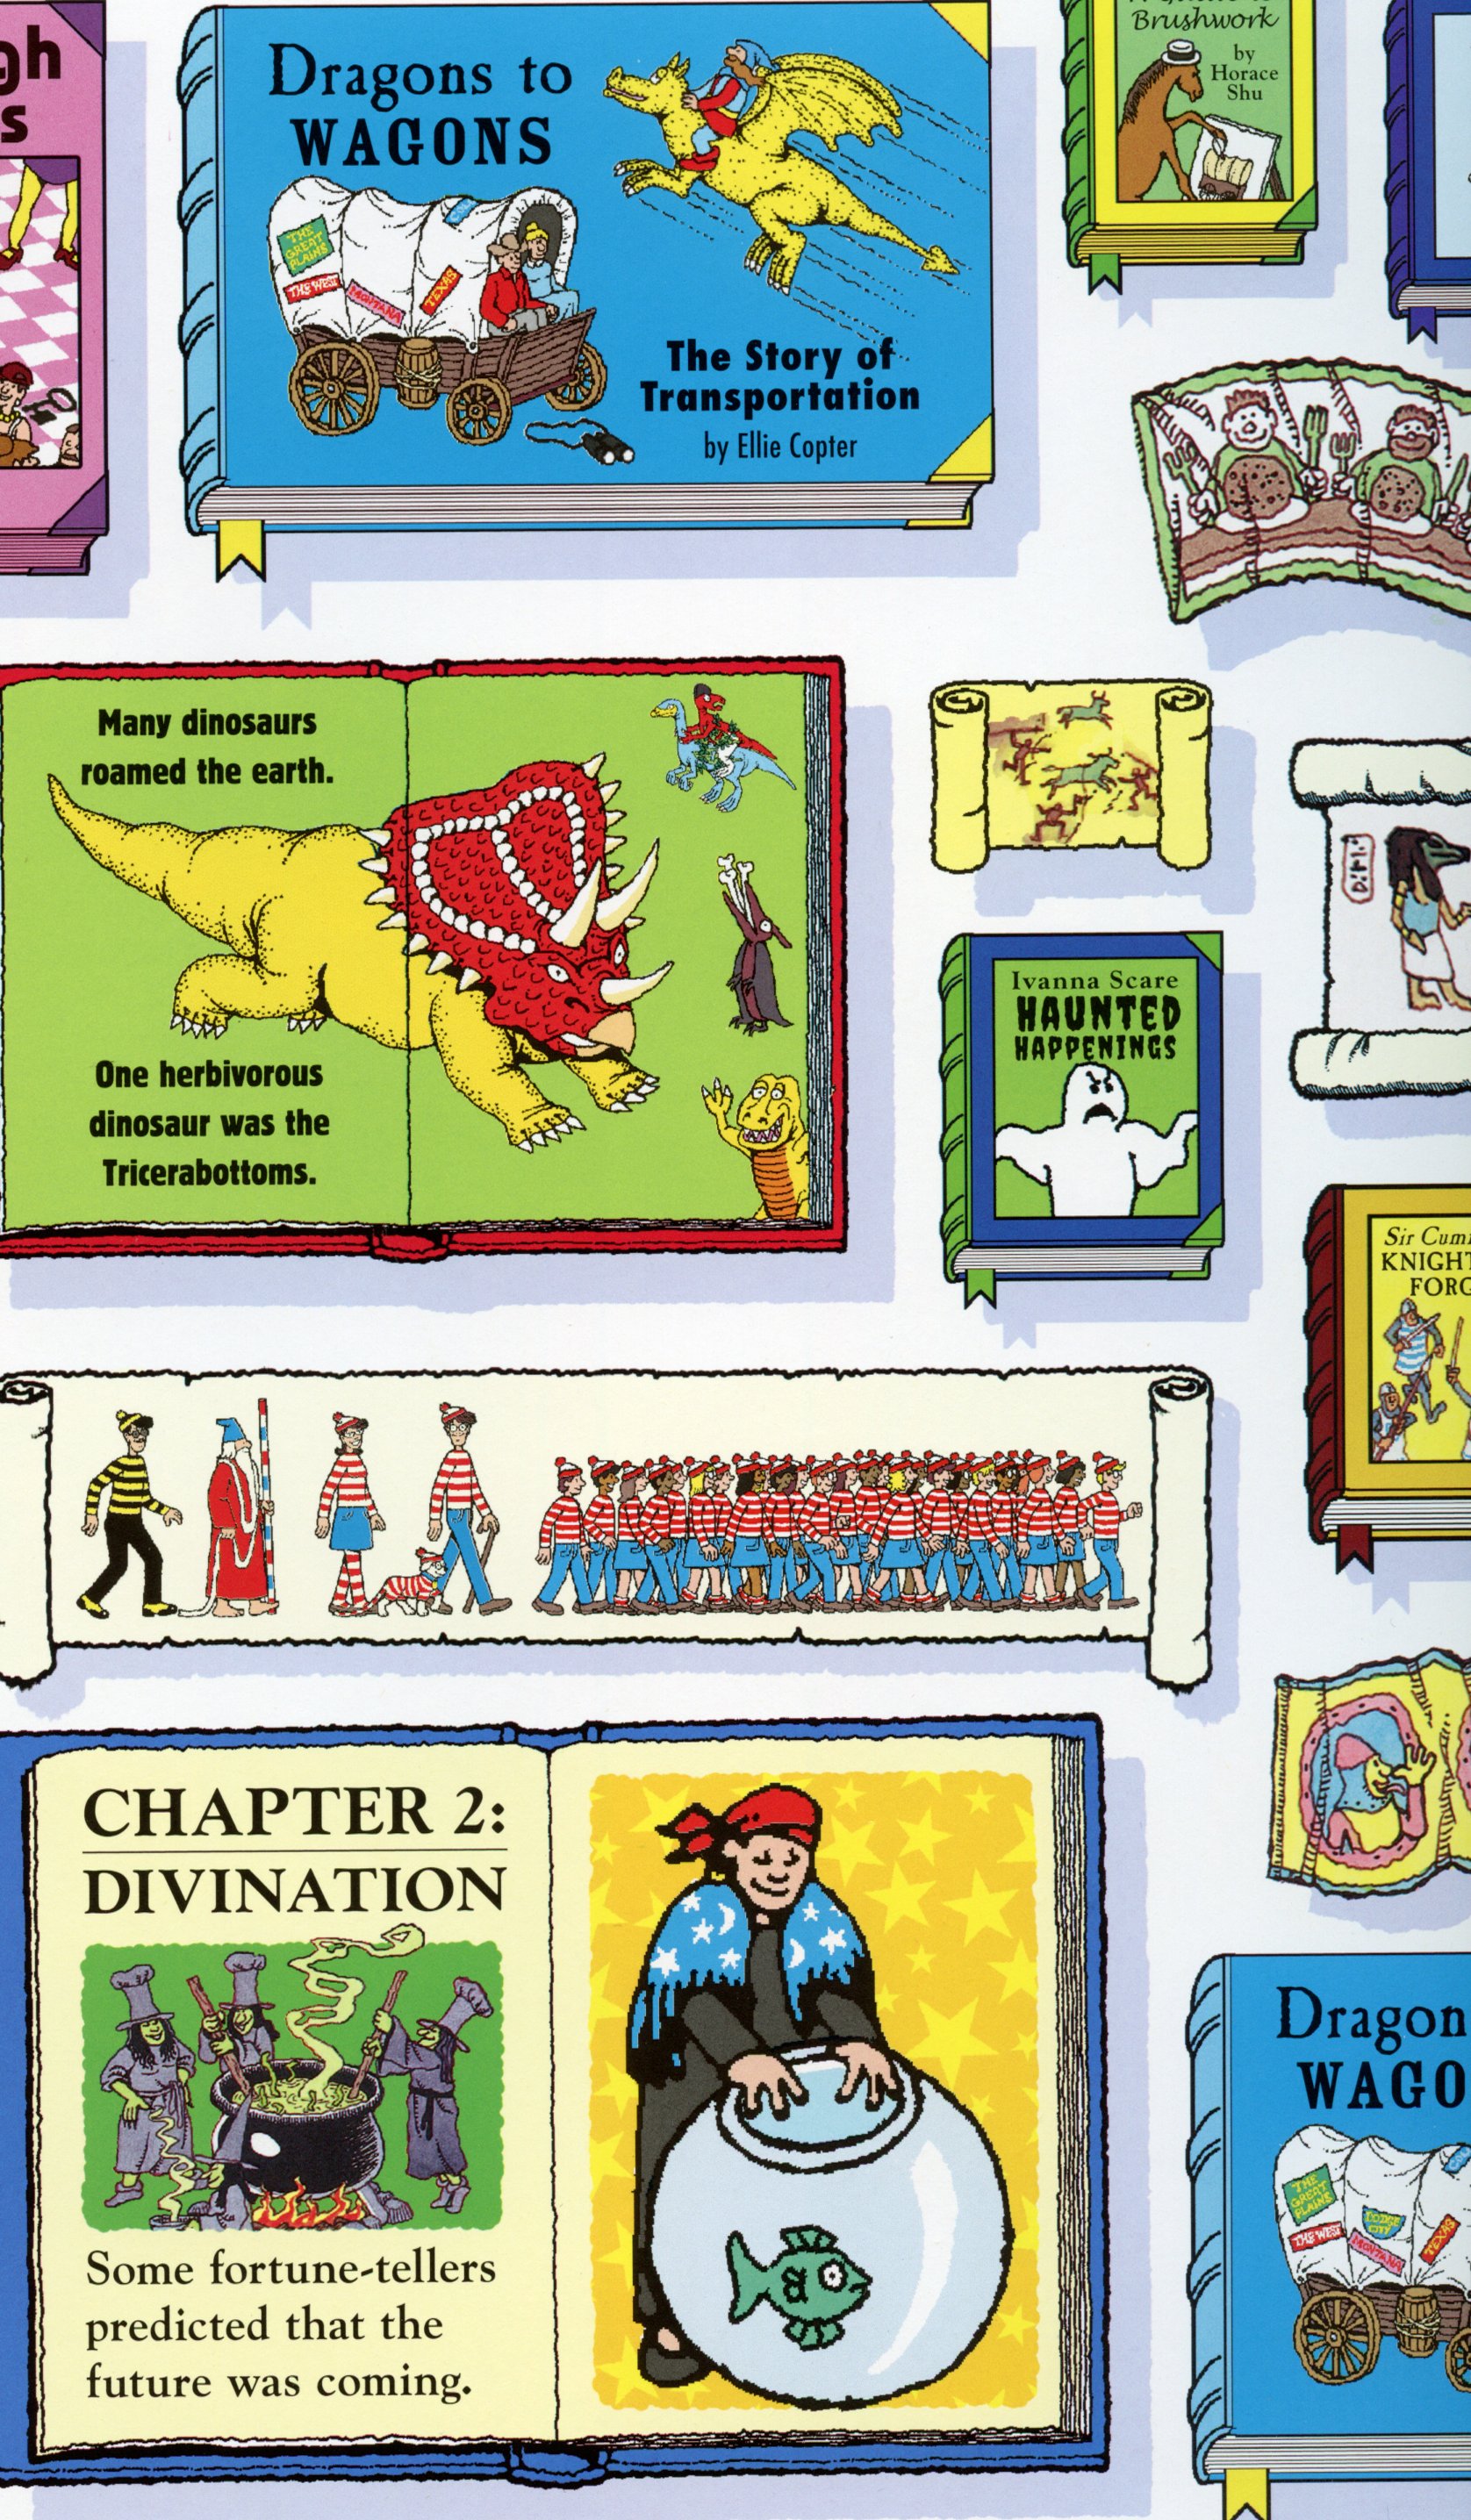 gh
s
Dragons to
WAGONS
THE
GREAT
PLAINS
THE WEST
MONTANA
TEXAS
The Story of
Transportation
by Ellie Copter
Brushwork
by
Horace
Shu
Many dinosaurs
roamed the earth.
One herbivorous
dinosaur was the
Tricerabottoms.
Ivanna Scare
HAUNTED
HAPPENINGS
Sir Cum
KNIGHT
FORG
CHAPTER 2:
DIVINATION
Some fortune-tellers
predicted that the
future was coming.
Dragon
WAGO
THE
GREAT
PLAINS
THE WEST
DODGE
CITY
MONTANA
TEXAS